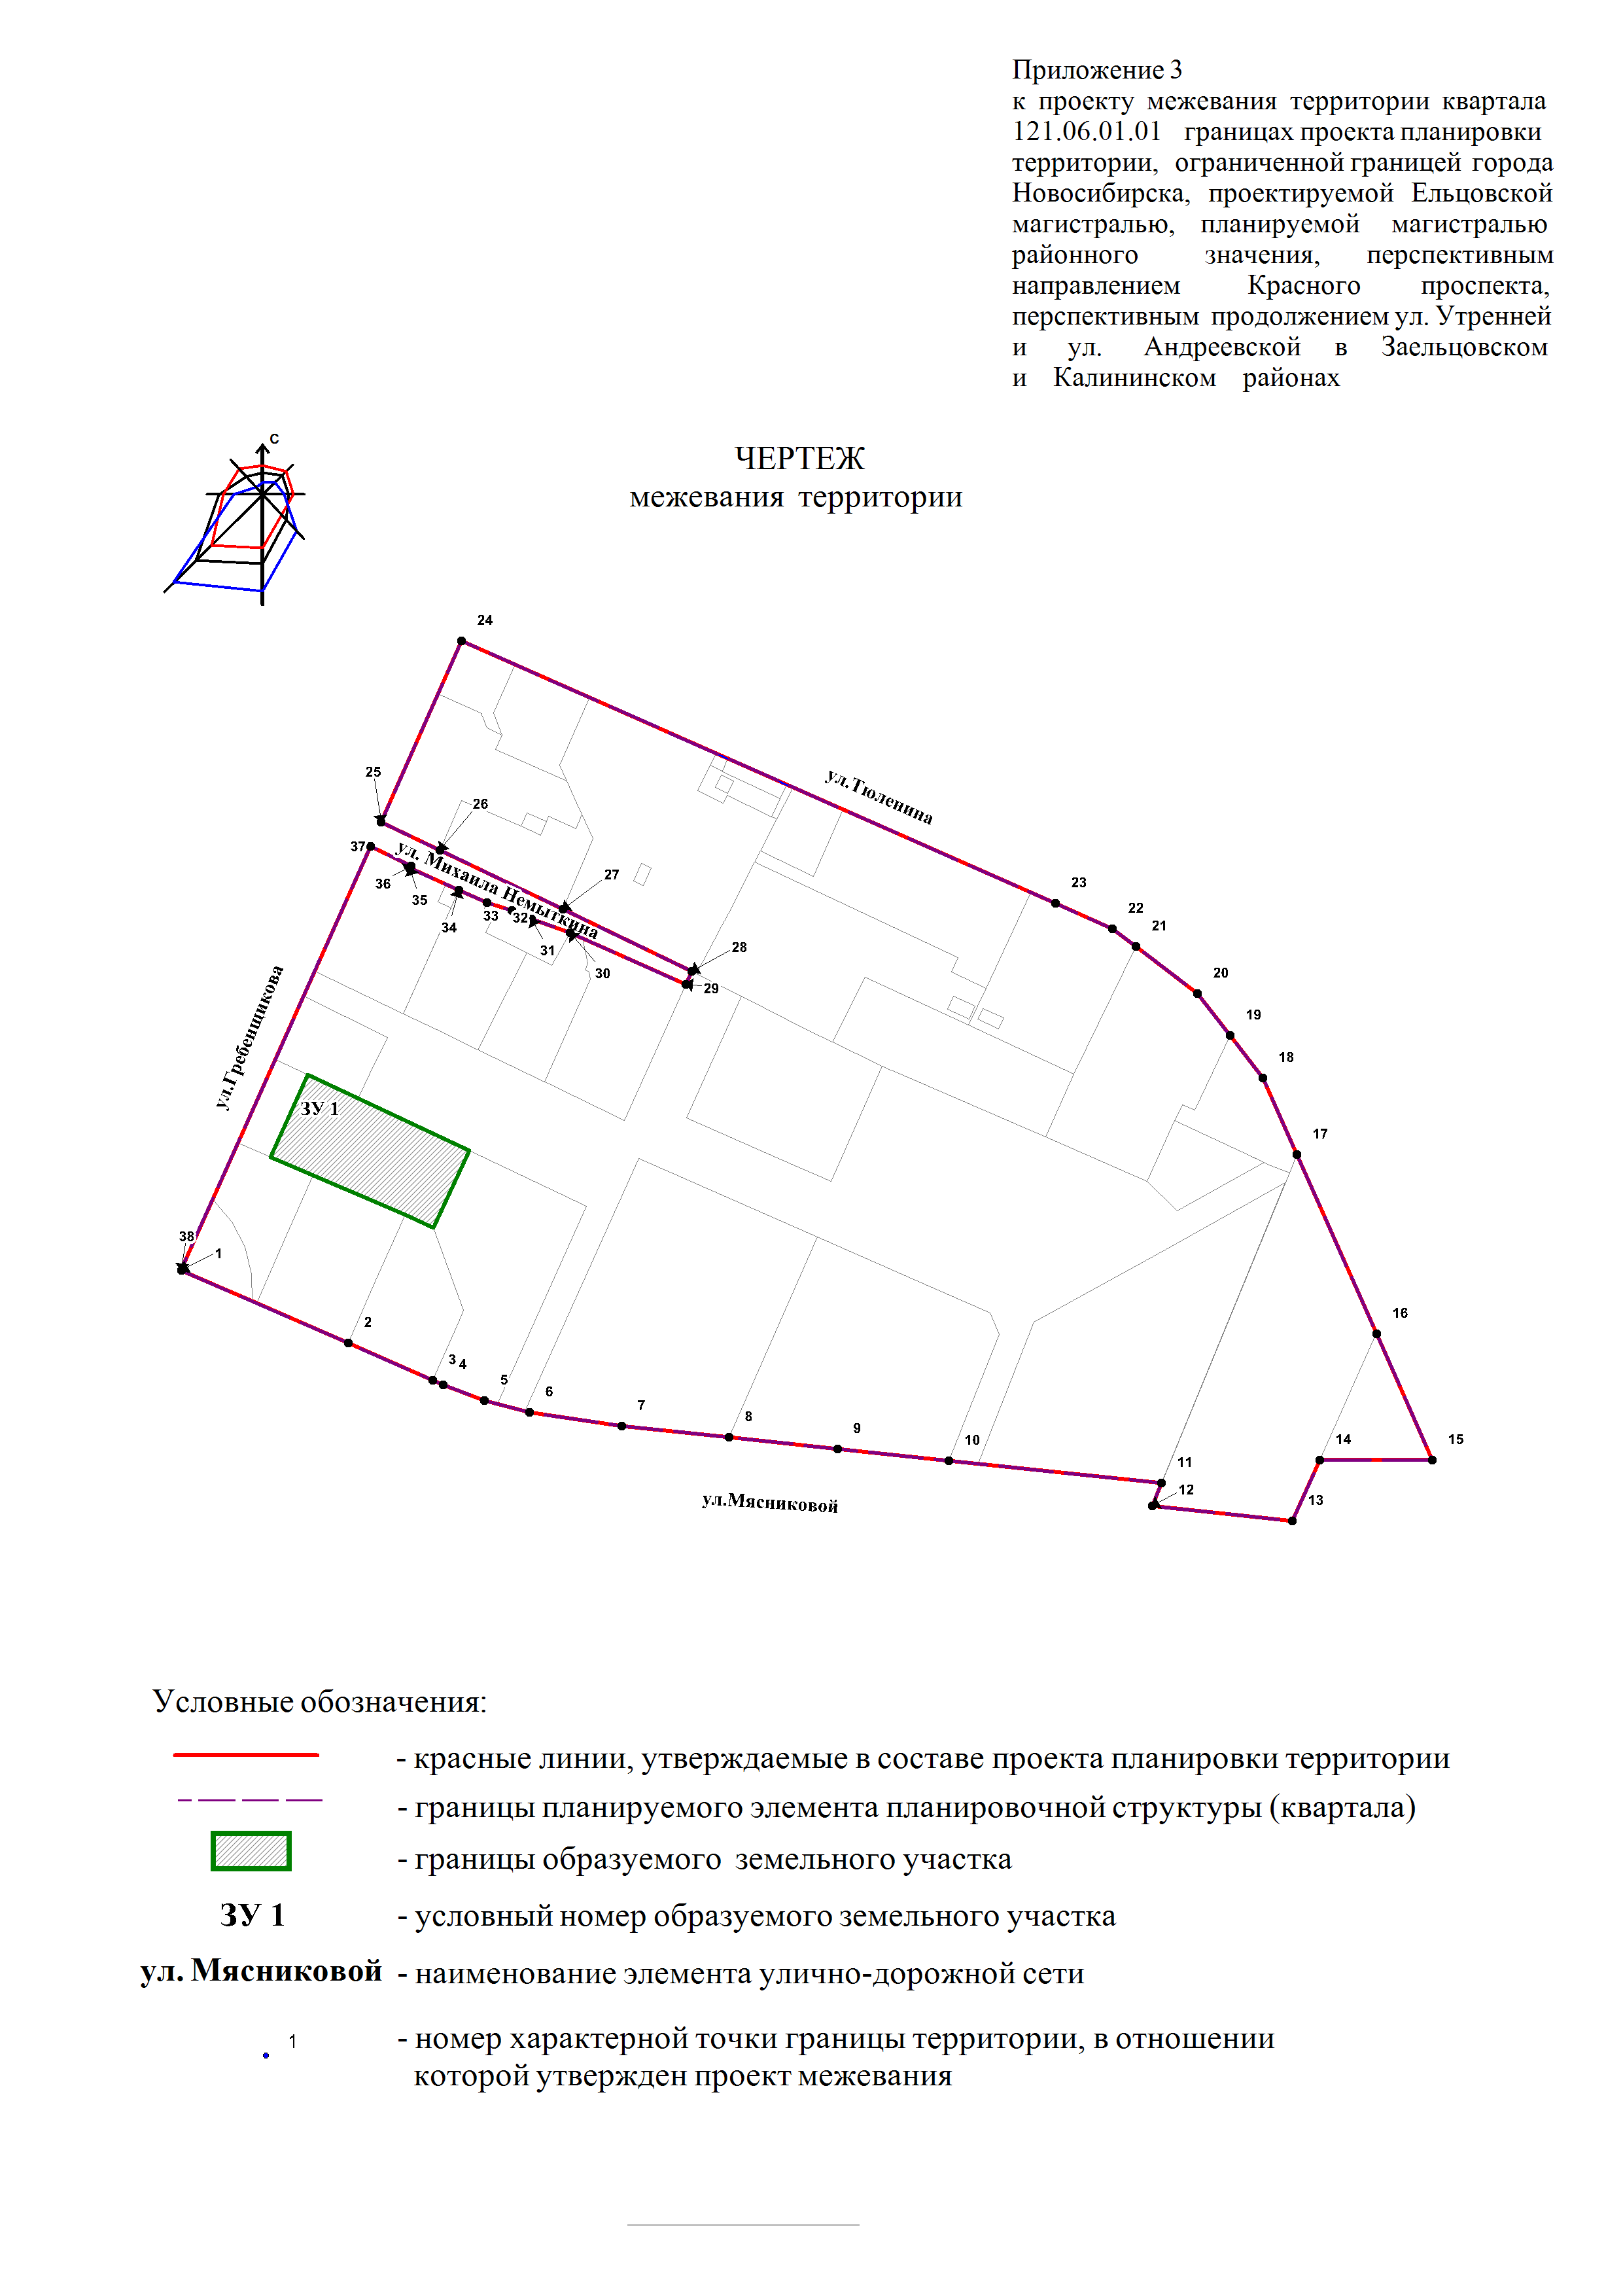 Приложение 3
к проекту межевания территории квартала
121.06.01.01 границах проекта планировки
территории, ограниченной границей города
Новосибирска, проектируемой Ельцовской
магистралью, планируемой магистралью
районного значения, перспективным
направлением Красного проспекта,
перспективным продолжением ул. Утренней
и ул. Андреевской в Заельцовском
и Калининском районах
С
ЧЕРТЕЖ
межевания территории
24
ул.Тюленина
25
26
37
ул. Михаила Немыткина
27
36
35
23
22
34
33
32
31
21
28
30
29
20
19
18
ул.Гребенщикова
ЗУ 1
17
38
1
16
2
3
4
5
6
7
8
9
10
11
12
13
14
15
ул.Мясниковой
Условные обозначения:
- красные линии, утверждаемые в составе проекта планировки территории
- границы планируемого элемента планировочной структуры (квартала)
- границы образуемого земельного участка
ЗУ 1 - условный номер образуемого земельного участка
ул. Мясниковой - наименование элемента улично-дорожной сети
1 - номер характерной точки границы территории, в отношении
которой утвержден проект межевания